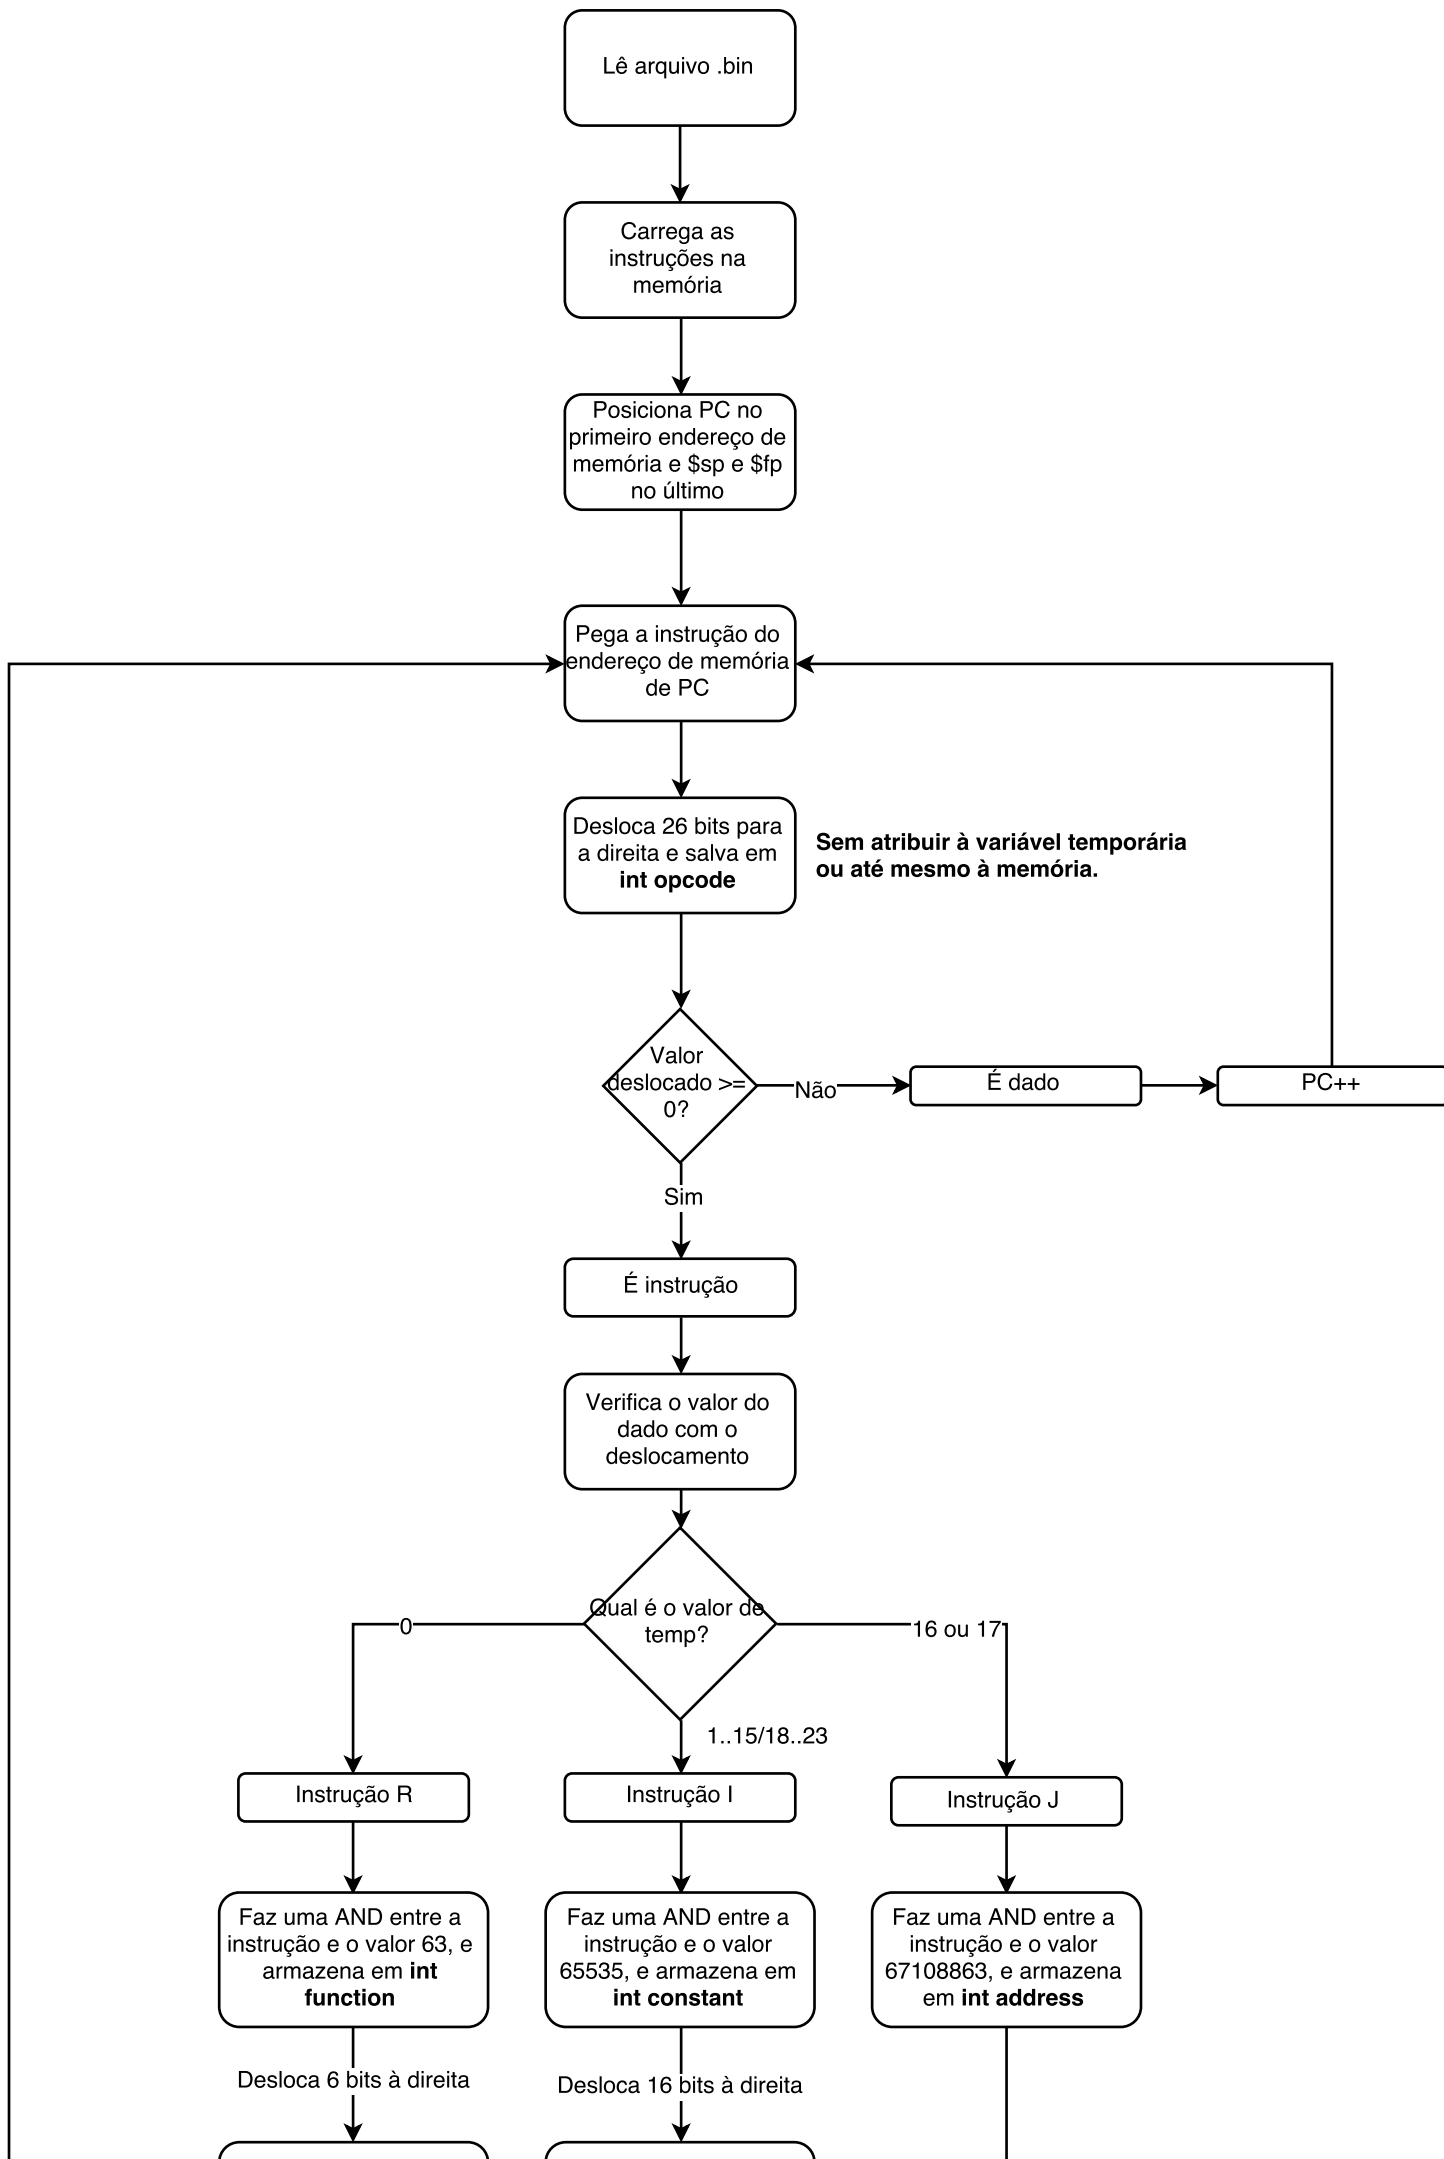 Lê arquivo .bin
Carrega as
instruções na
memória
Posiciona PC no
primeiro endereço de
memória e $sp e $fp
no último
Pega a instrução do
endereço de memória
de PC
Desloca 26 bits para
a direita e salva em
int opcode
Sem atribuir à variável temporária
ou até mesmo à memória.
Valor
deslocado >=
0?
Não
É dado
PC++
Sim
É instrução
Verifica o valor do
dado com o
deslocamento
Qual é o valor de
temp?
0
16 ou 17
1..15/18..23
Instrução R
Instrução I
Instrução J
Faz uma AND entre a
instrução e o valor 63, e
armazena em int
function
Faz uma AND entre a
instrução e o valor
65535, e armazena em
int constant
Faz uma AND entre a
instrução e o valor
67108863, e armazena
em int address
Desloca 6 bits à direita
Desloca 16 bits à direita